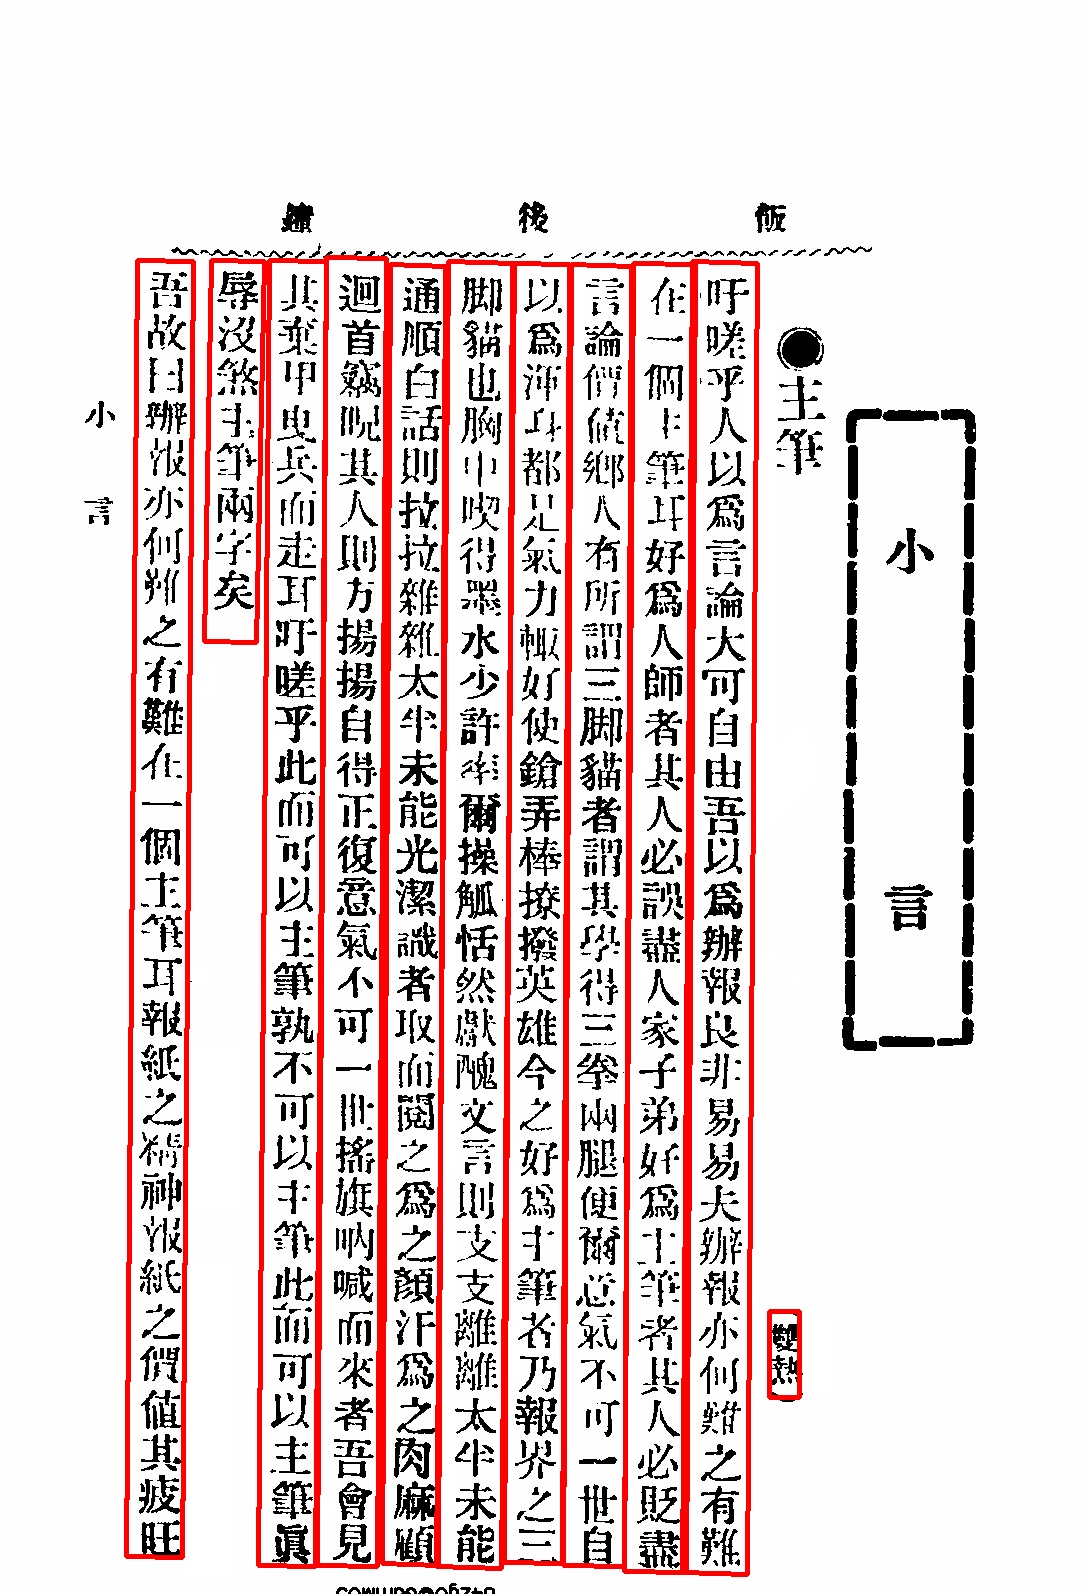 飯後鐘
小言
●主筆
雙熱
吁嗟乎人以爲言論大可自由吾以爲辦報良非易易夫辦報亦何難之有難
在一個主筆耳好爲人師者其人必誤盡人家子弟好爲主筆者其人必貶盡
言論價値鄉人有所謂三脚貓者謂其學得三拳兩腿便爾意氣不可一世自
以爲渾身都是氣力輙好使鎗弄棒撩撥英雄今之好爲主筆者乃報界之三
脚貓也胸中喫得墨水少許率爾操觚恬然獻醜文言則支支離離太半未能
通順白話則拉拉雜雜太半未能光潔識者取而閱之爲之顏汗爲之肉麻顧
迴首竊睨其人則方揚揚自得正復意氣不可一世搖旗吶喊而來者吾會見
其棄甲曳兵而走耳吁嗟乎此而可以主筆孰不可以主筆此而可以主筆眞
辱沒煞主筆兩字矣
吾故曰辦報亦何難之有難在一個主筆耳報紙之精神報紙之價值其疲旺
小言